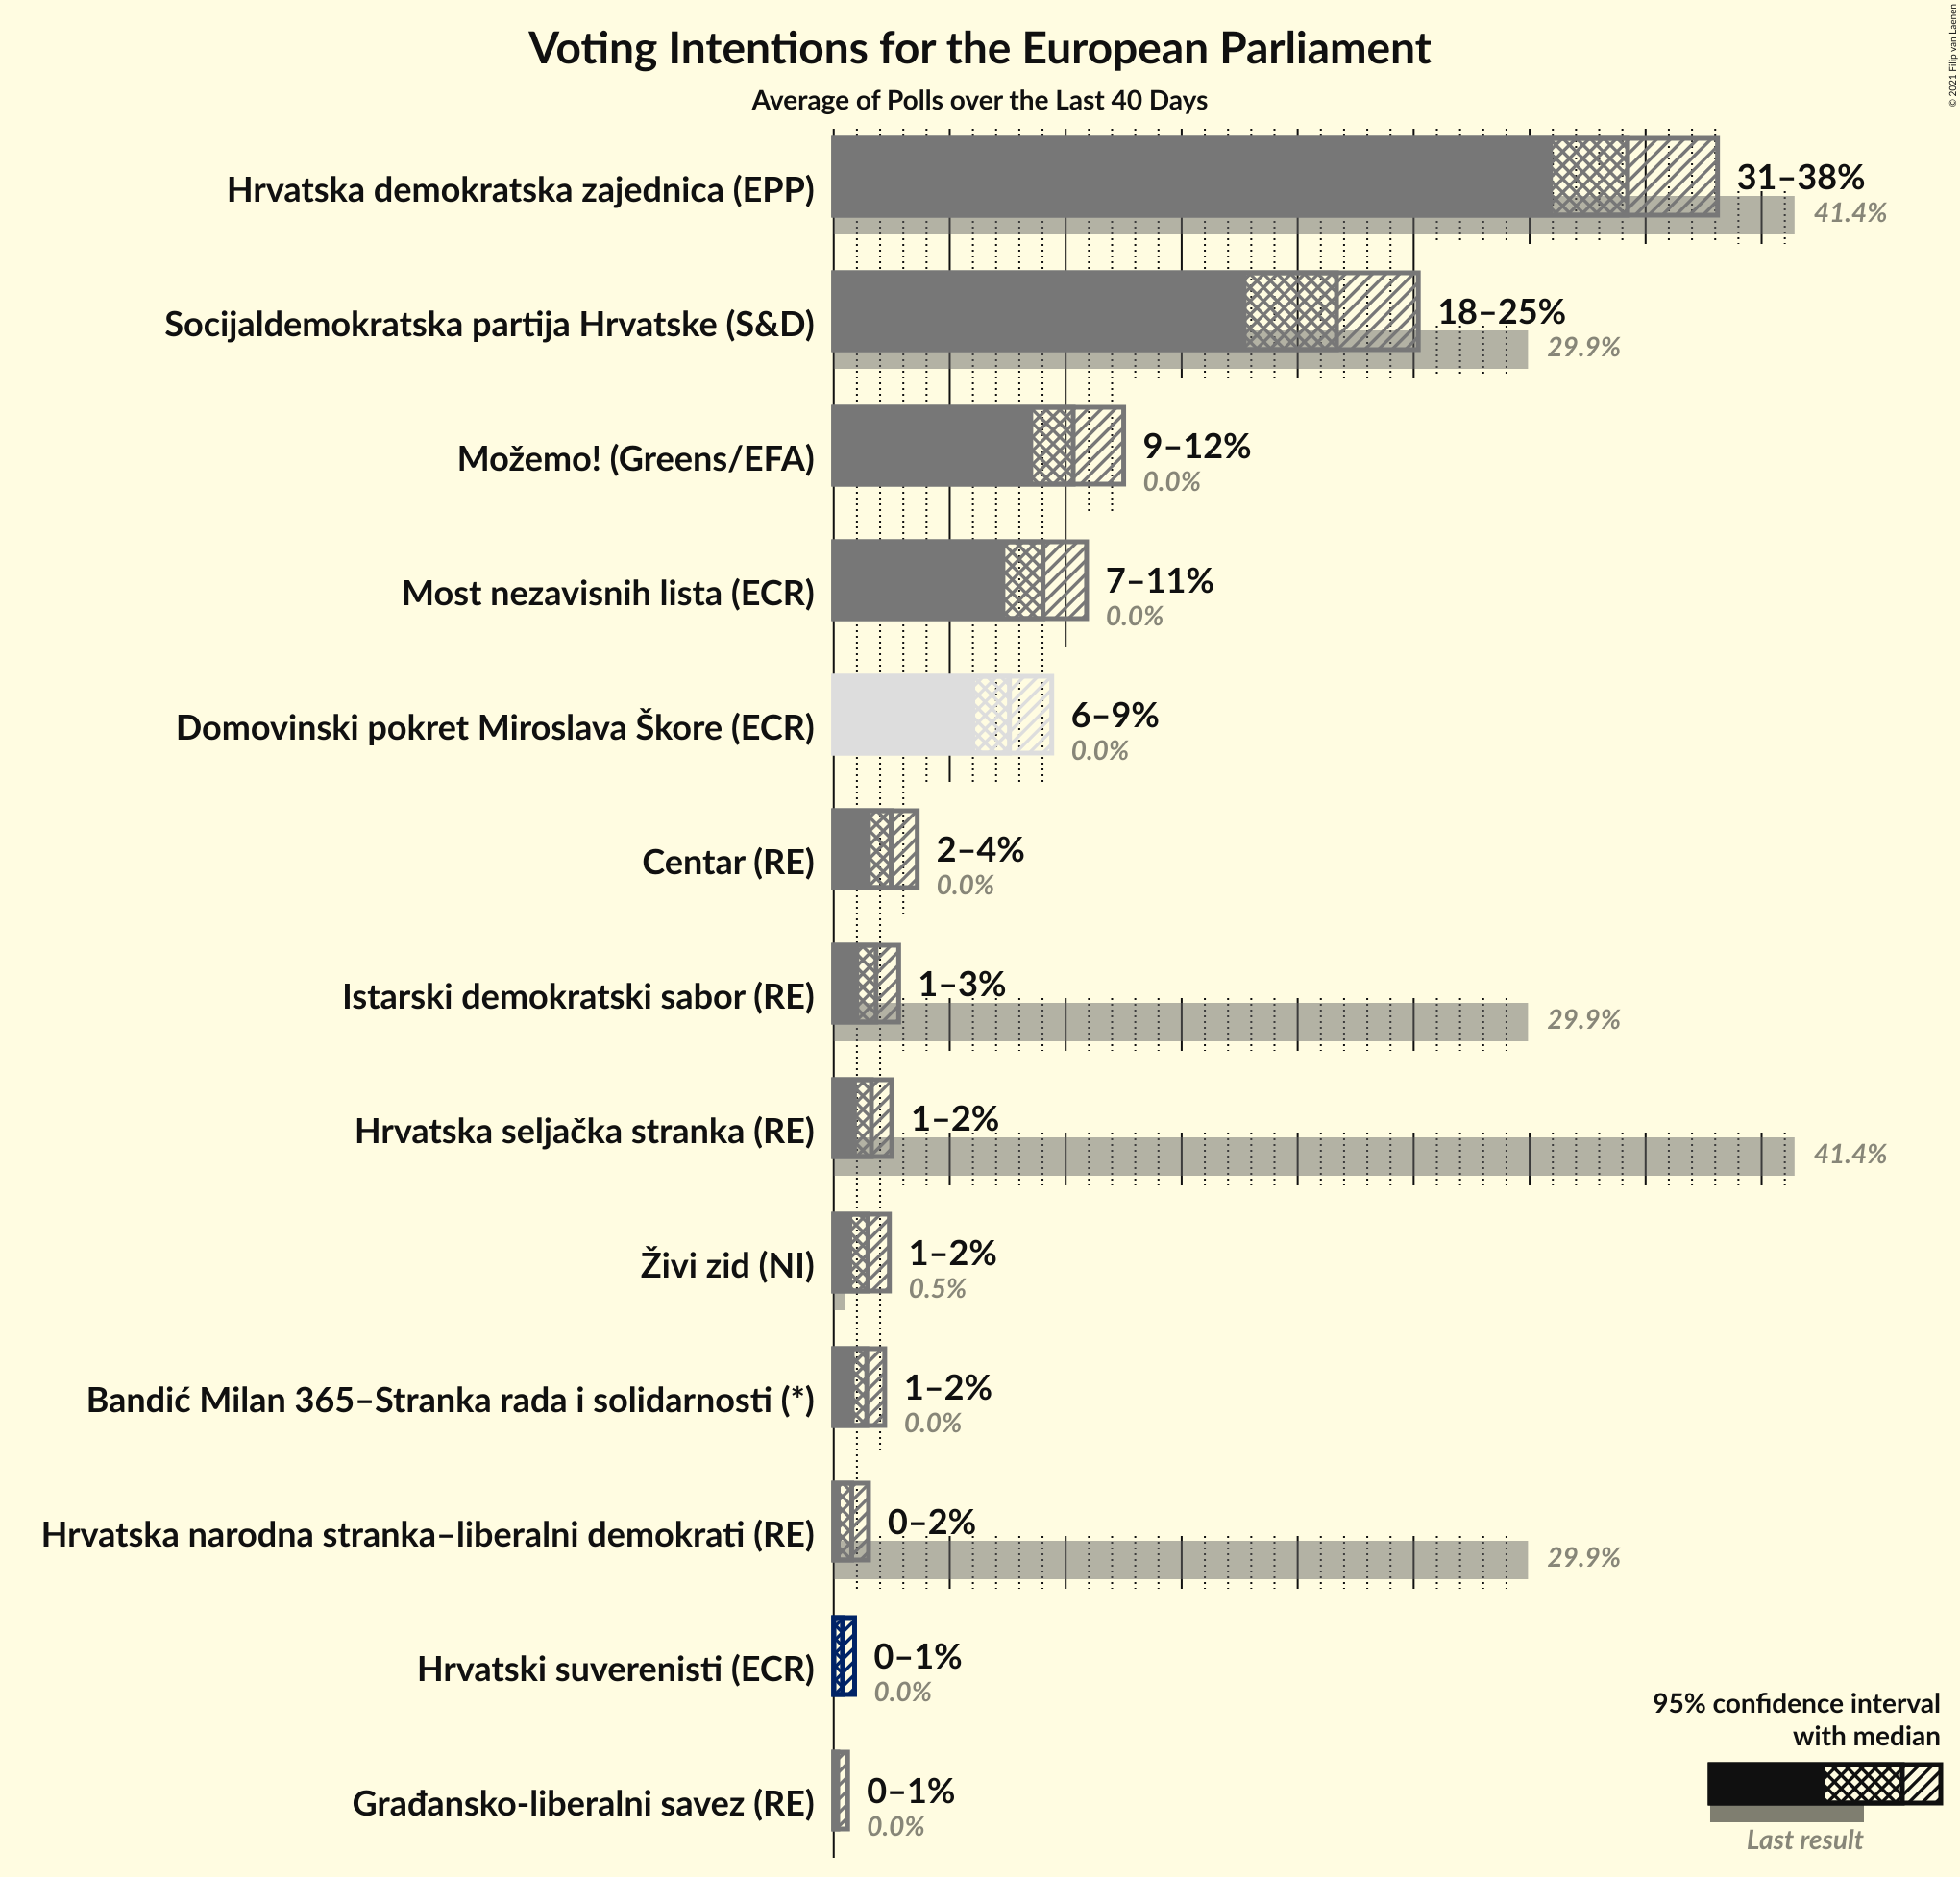 Voting Intentions for the European Parliament
Average of Polls over the Last 40 Days
© 2021 Filip van Laenen
Hrvatska demokratska zajednica (EPP)
31–38%
41.4%
Socijaldemokratska partija Hrvatske (S&D)
18–25%
29.9%
Možemo! (Greens/EFA)
9–12%
0.0%
Most nezavisnih lista (ECR)
7–11%
0.0%
Domovinski pokret Miroslava Škore (ECR)
6–9%
0.0%
Centar (RE)
2–4%
0.0%
Istarski demokratski sabor (RE)
1–3%
29.9%
Hrvatska seljačka stranka (RE)
1–2%
41.4%
Živi zid (NI)
1–2%
0.5%
Bandić Milan 365–Stranka rada i solidarnosti (*)
1–2%
0.0%
Hrvatska narodna stranka–liberalni demokrati (RE)
0–2%
29.9%
Hrvatski suverenisti (ECR)
0–1%
0.0%
Građansko-liberalni savez (RE)
0–1%
0.0%
95% confidence interval
with median
Last result